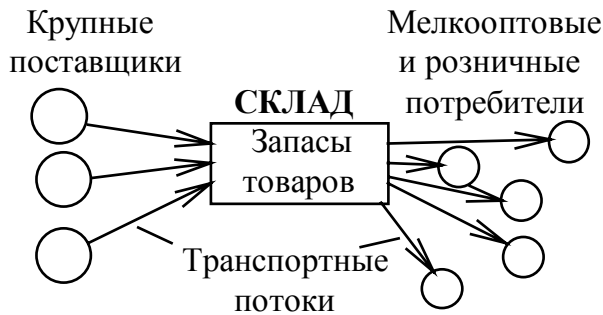 Крупные
поставщики
Мелкооптовые
и розничные
потребители
СКЛАД
Запасы
товаров
Транспортные
потоки